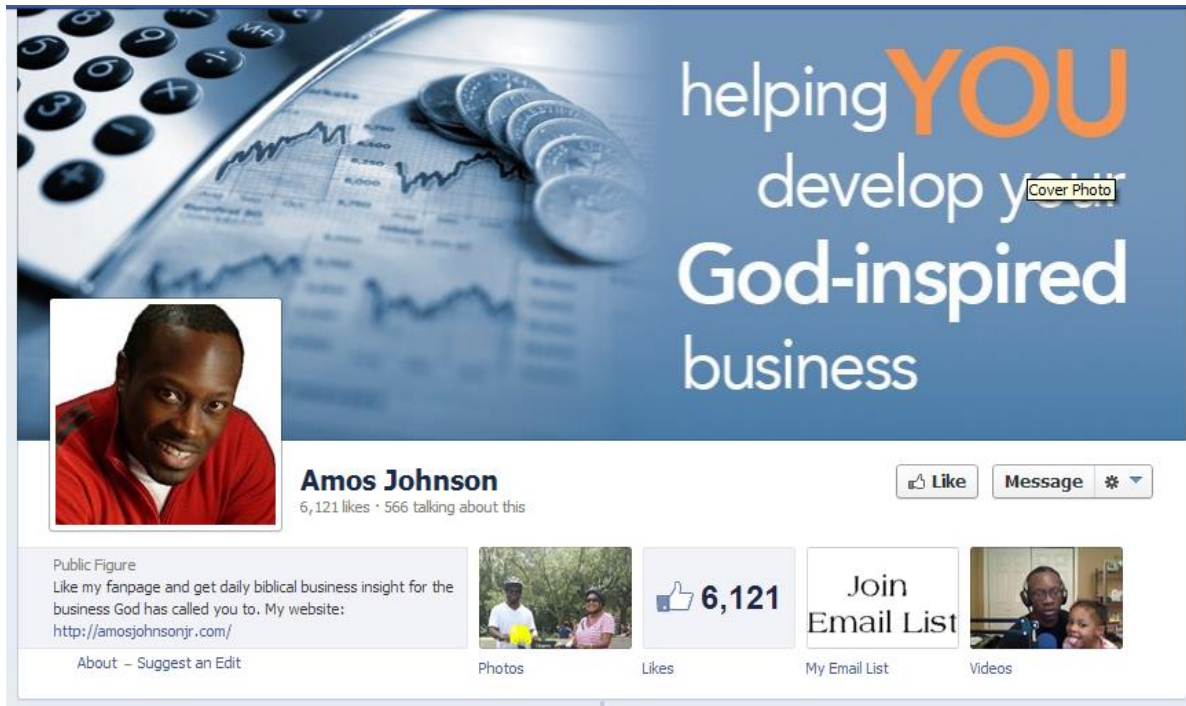 helping YOU
develop your
Cover Photo
God-inspired
business
Amos Johnson
6,121 likes · 566 talking about this
Like
Message
Public Figure
Like my fanpage and get daily biblical business insight for the
business God has called you to. My website:
http://amosjohnsonjr.com/
About – Suggest an Edit
6,121
Join
Email List
Photos
Likes
My Email List
Videos